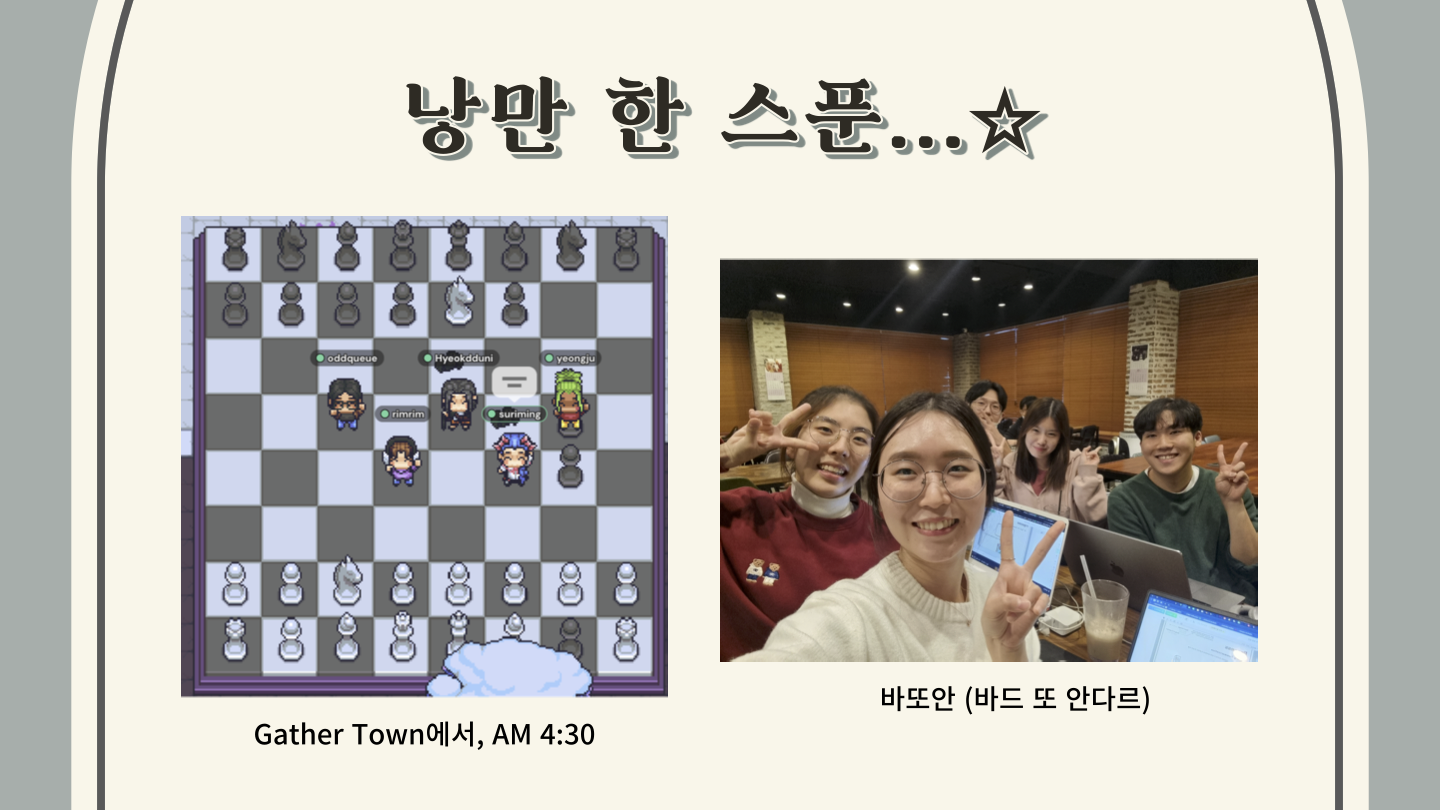 낭만 한 스푼...☆
oddqueue
Hyeokdduni
yeongju
rimrim
suriming
Gather Town에서, AM 4:30
바또안 (바드 또 안다르)